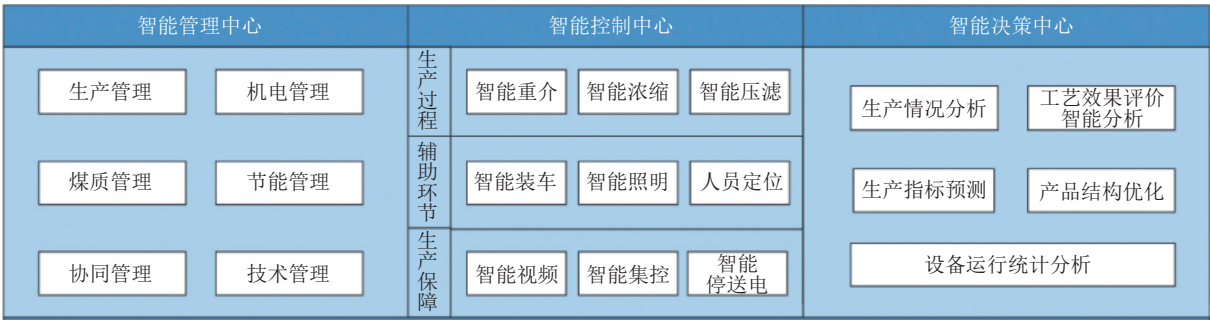 智能管理中心
智能控制中心
智能决策中心
生产管理
机电管理
煤质管理
节能管理
协同管理
技术管理
生产过程
智能重介
智能浓缩
智能压滤
辅助环节
智能装车
智能照明
人员定位
生产保障
智能视频
智能集控
智能
停送电
生产情况分析
工艺效果评价
智能分析
生产指标预测
产品结构优化
设备运行统计分析